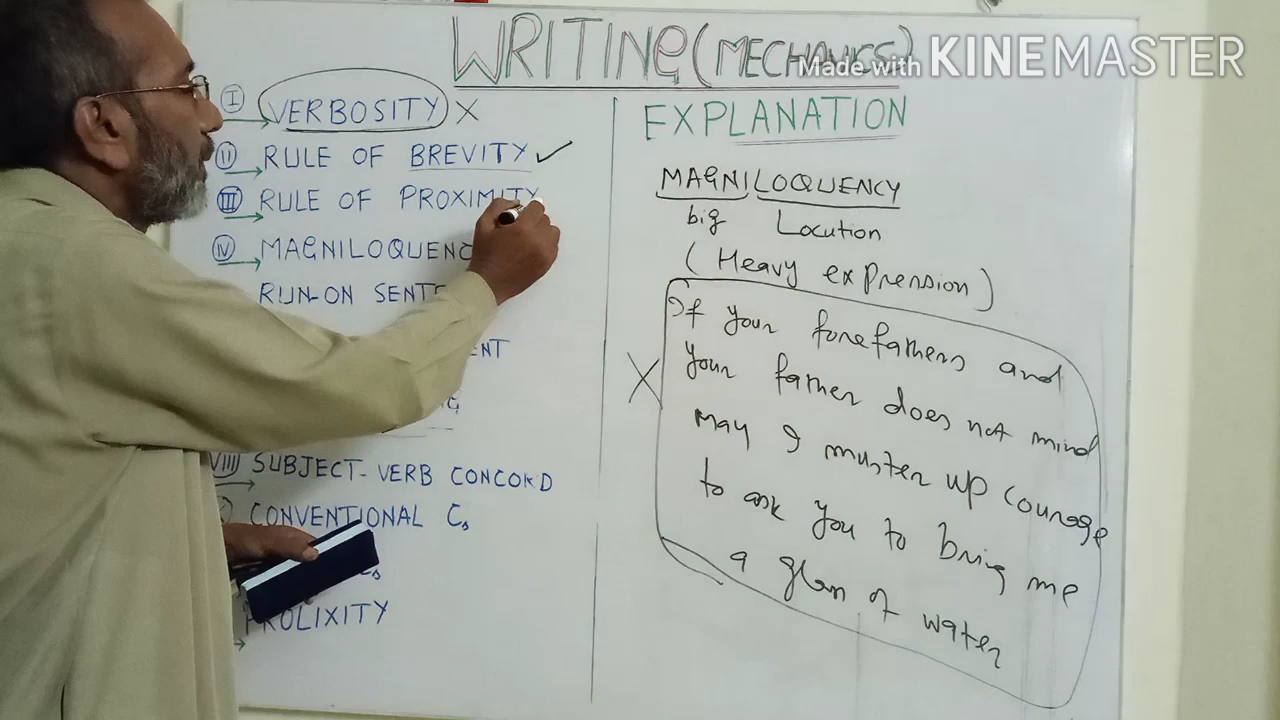 WRITING (MECHANICS)
Made with KINEMASTER
I VERBOSITY X
II RULE OF BREVITY ✓
III RULE OF PROXIMITY
IV MAGNILOQUENC
RUN-ON SENT
ENT
VIII SUBJECT-VERB CONCORD
CONVENTIONAL Cs
PROLIXITY
EXPLANATION
MAGNILOQUENCY
big Locution
(Heavy expression)
If your forefathers and
X your father does not mind
may I muster up courage
to ask you to bring me
a glass of water